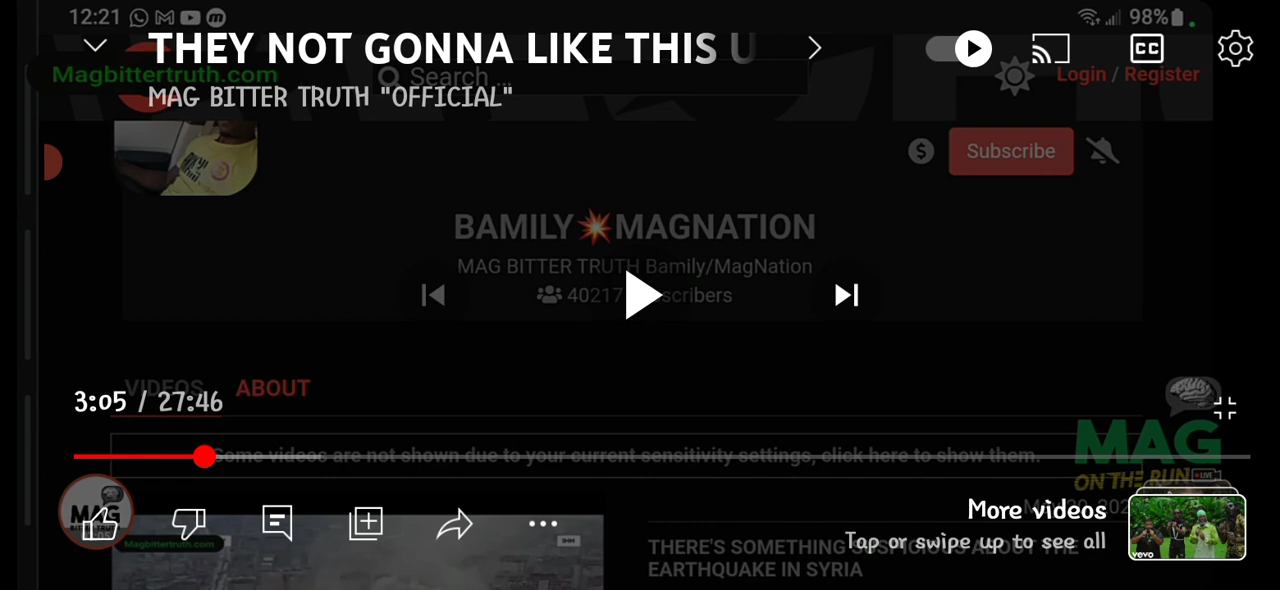 12:21 98%
THEY NOT GONNA LIKE THIS U
Magbittertruth.com Search ... Login / Register
MAG BITTER TRUTH "OFFICIAL"
Subscribe
BAMILY💥MAGNATION
MAG BITTER TRUTH Bamily/MagNation
40217
VIDEOS ABOUT
3:05 / 27:46
Some videos are not shown due to your current sensitivity settings, click here to show them.
MAG
ON THE RUN
LIVE
MAG
More videos
Tap or swipe up to see all
Magbittertruth.com
THERE'S SOMETHING SUSPICIOUS ABOUT THE
EARTHQUAKE IN SYRIA
vevo